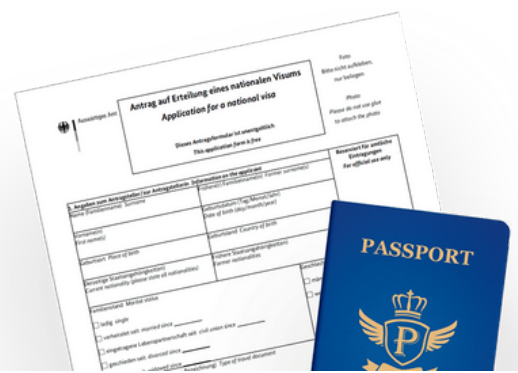 Auswärtiges Amt
Antrag auf Erteilung eines nationalen Visums
Application for a national visa
Dieses Antragsformular ist unentgeltlich
This application form is free
Foto
Bitte nicht aufkleben,
nur beilegen
Photo
Please do not use glue
to attach the photo
Reserviert für amtliche
Eintragungen
For official use only
1. Angaben zum Antragsteller / zur Antragstellerin Information on the applicant
Name (Familienname) Surname
Frühere(r) Familienname(n) Former surname(s)
Vorname(n)
First name(s)
Geburtsdatum (Tag/Monat/Jahr)
Date of birth (day/month/year)
Geburtsort Place of birth
Geburtsland Country of birth
Derzeitige Staatsangehörigkeit(en)
Current nationality (please state all nationalities)
Frühere Staatsangehörigkeit(en)
Former nationalities
Familienstand Marital status
ledig single
verheiratet seit married since
eingetragene Lebenspartnerschaft seit civil union since
geschieden seit divorced since
widowed since
Type of travel document
PASSPORT
P